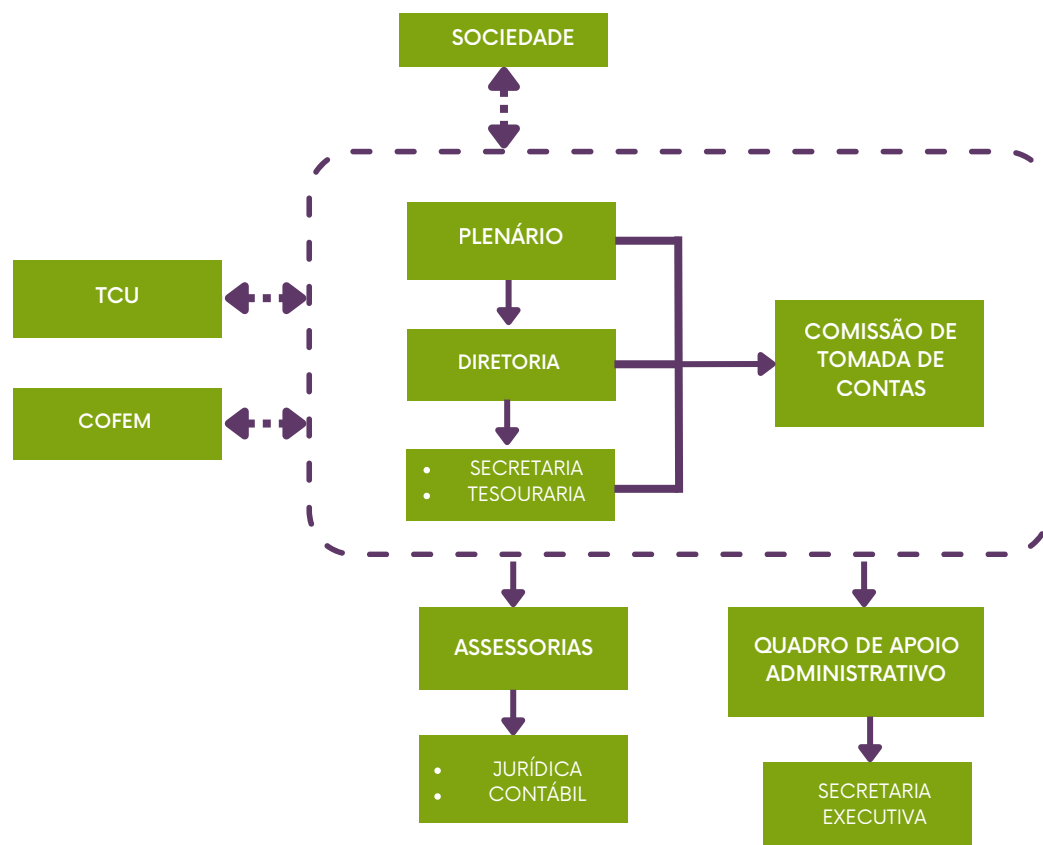 SOCIEDADE
PLENÁRIO
TCU
DIRETORIA
COMISSÃO DE
TOMADA DE
CONTAS
COFEM
• SECRETARIA
• TESOURARIA
ASSESSORIAS
QUADRO DE APOIO
ADMINISTRATIVO
• JURÍDICA
• CONTÁBIL
SECRETARIA
EXECUTIVA